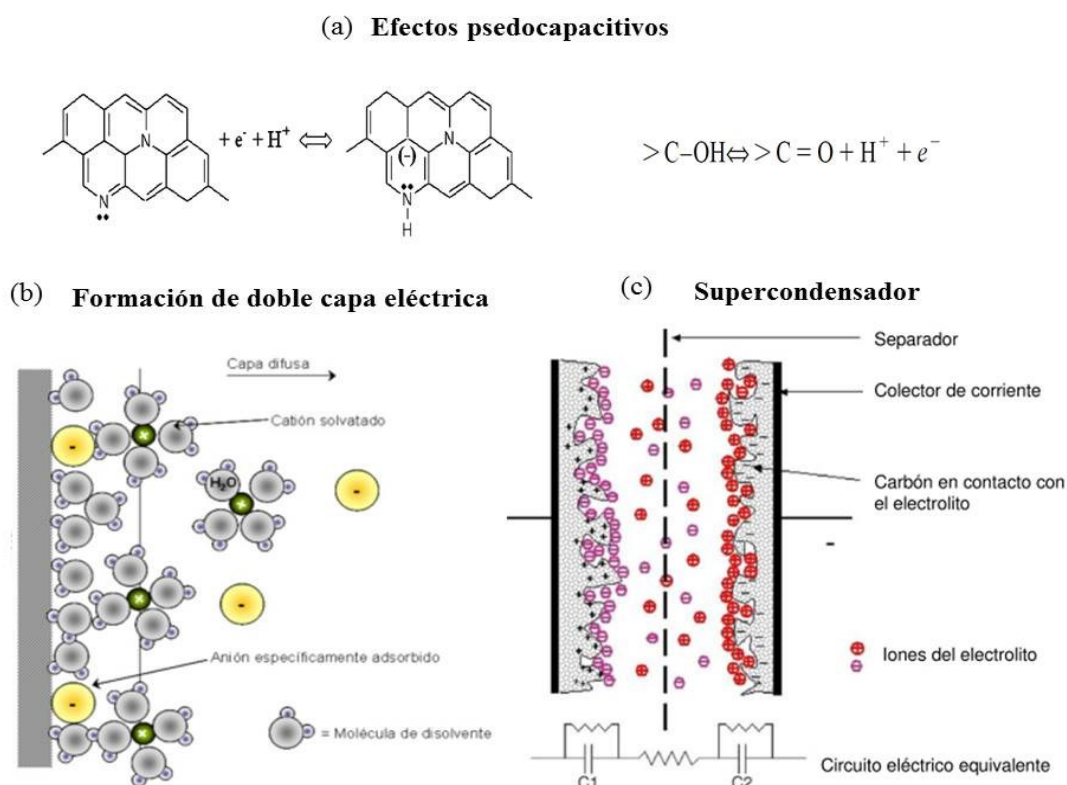 (a) Efectos psedocapacitivos
N
N
••
+ e- + H+ ⇔
N
(-)
••
N
H
>C–OH⇔>C = O + H+ + e−
(b) Formación de doble capa eléctrica
Capa difusa
Catión solvatado
H2O
Anión específicamente adsorbido
= Molécula de disolvente
(c) Supercondensador
Separador
Colector de corriente
Carbón en contacto con
el electrolito
-
Iones del electrolito
C1
C2
Circuito eléctrico equivalente